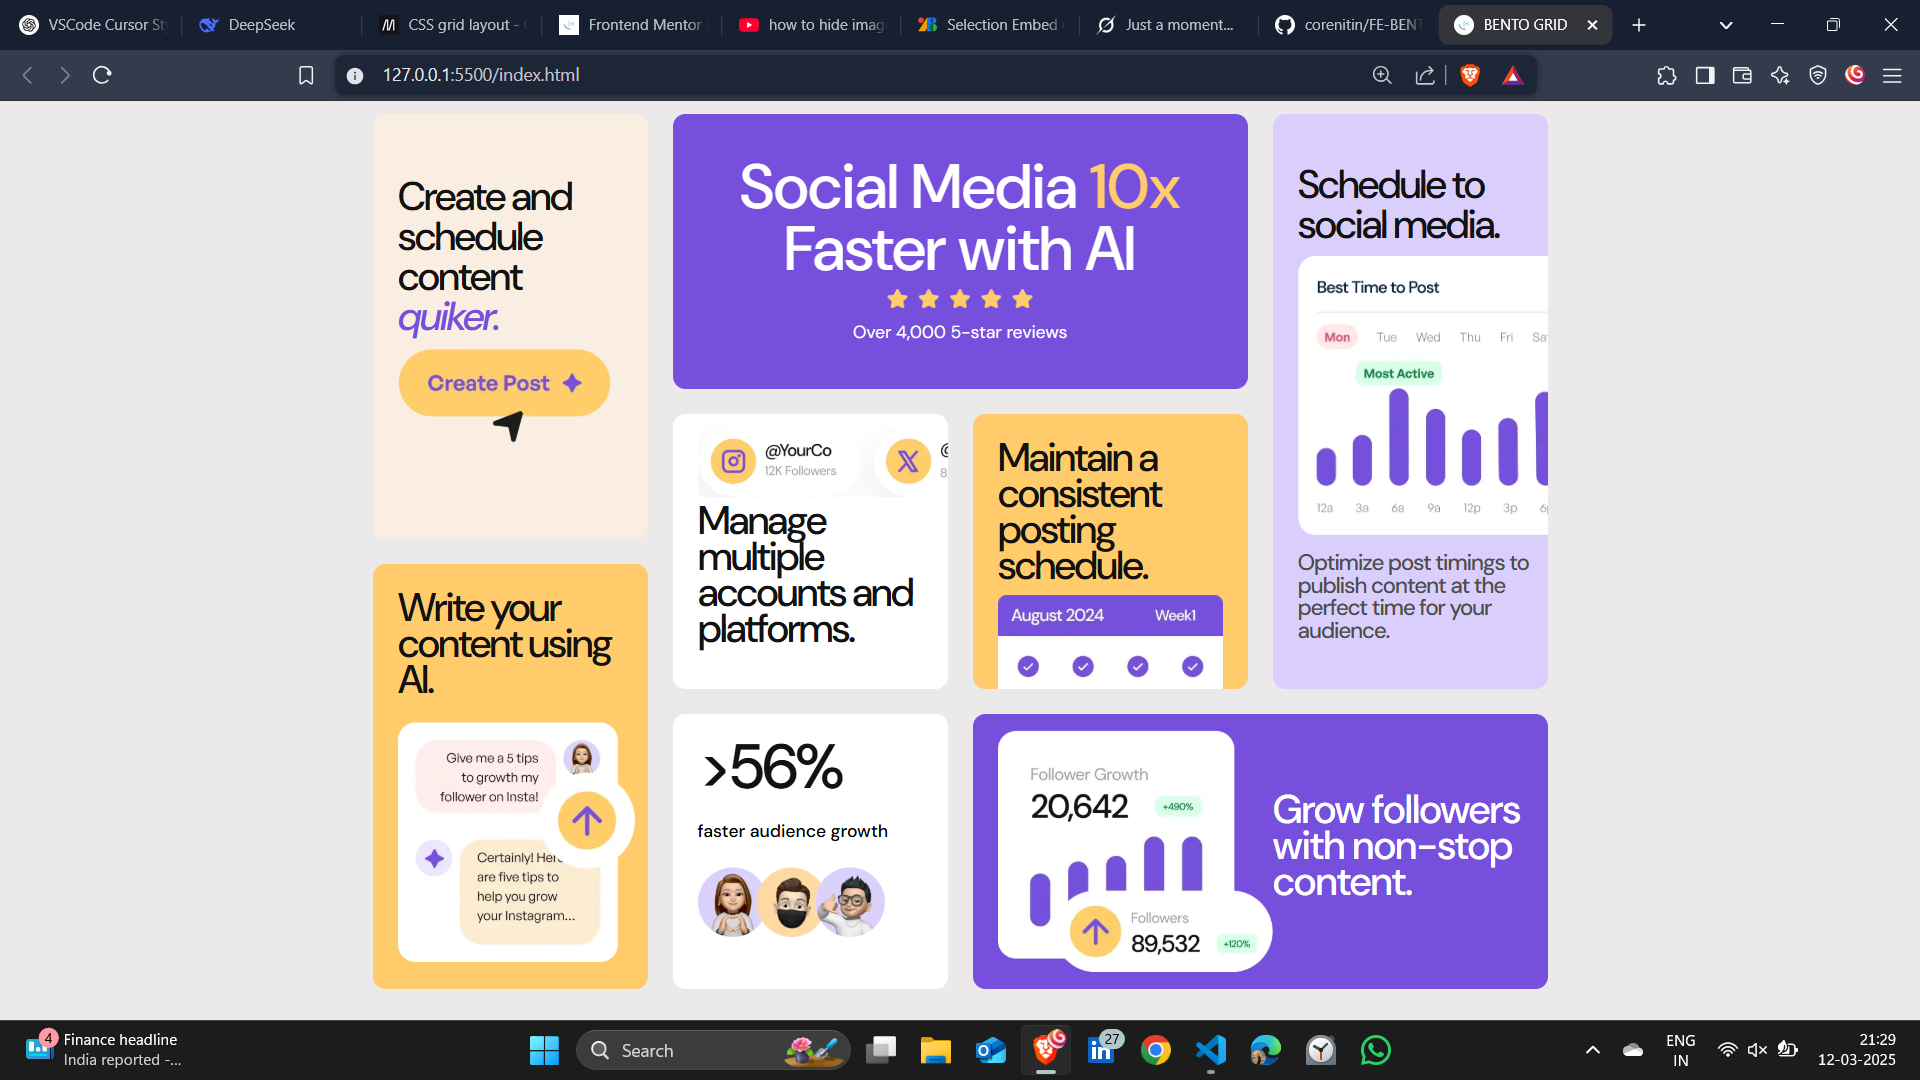 VSCode Cursor St
DeepSeek
CSS grid layout -
Frontend Mentor
how to hide imag
Selection Embed
Just a moment...
corenitin/FE-BENT
BENTO GRID
127.0.0.1:5500/index.html
Create and
schedule
content
quiker.
Create Post
Social Media 10x
Faster with AI
Over 4,000 5-star reviews
Schedule to
social media.
Best Time to Post
Mon Tue Wed Thu Fri Sat
Most Active
12a 3a 6a 9a 12p 3p 6p
Optimize post timings to
publish content at the
perfect time for your
audience.
@YourCo
12K Followers
@
8
Manage
multiple
accounts and
platforms.
Maintain a
consistent
posting
schedule.
August 2024 Week1
Write your
content using
AI.
Give me a 5 tips
to growth my
follower on Insta!
Certainly! Here
are five tips to
help you grow
your Instagram...
>56%
faster audience growth
Follower Growth
20,642 +490%
Followers
89,532 +120%
Grow followers
with non-stop
content.
4
Finance headline
India reported -...
Search
27
ENG
IN
21:29
12-03-2025